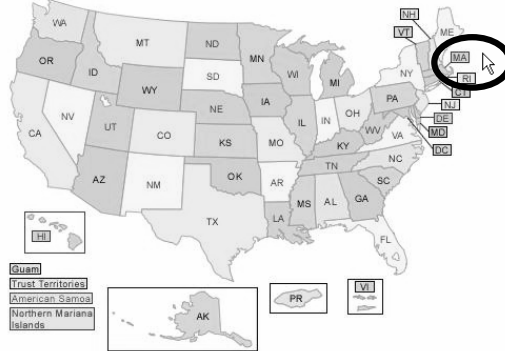 WA
MT
ND
MN
OR
ID
WY
SD
WI
MI
NH
VT
ME
MA
RI
CT
NY
NJ
PA
DE
MD
DC
NV
UT
CO
NE
IA
IL
IN
OH
WV
VA
CA
KS
MO
KY
NC
TN
AZ
NM
OK
AR
SC
MS
AL
GA
TX
LA
FL
HI
Guam
Trust Territories
American Samoa
Northern Mariana
Islands
AK
PR
VI